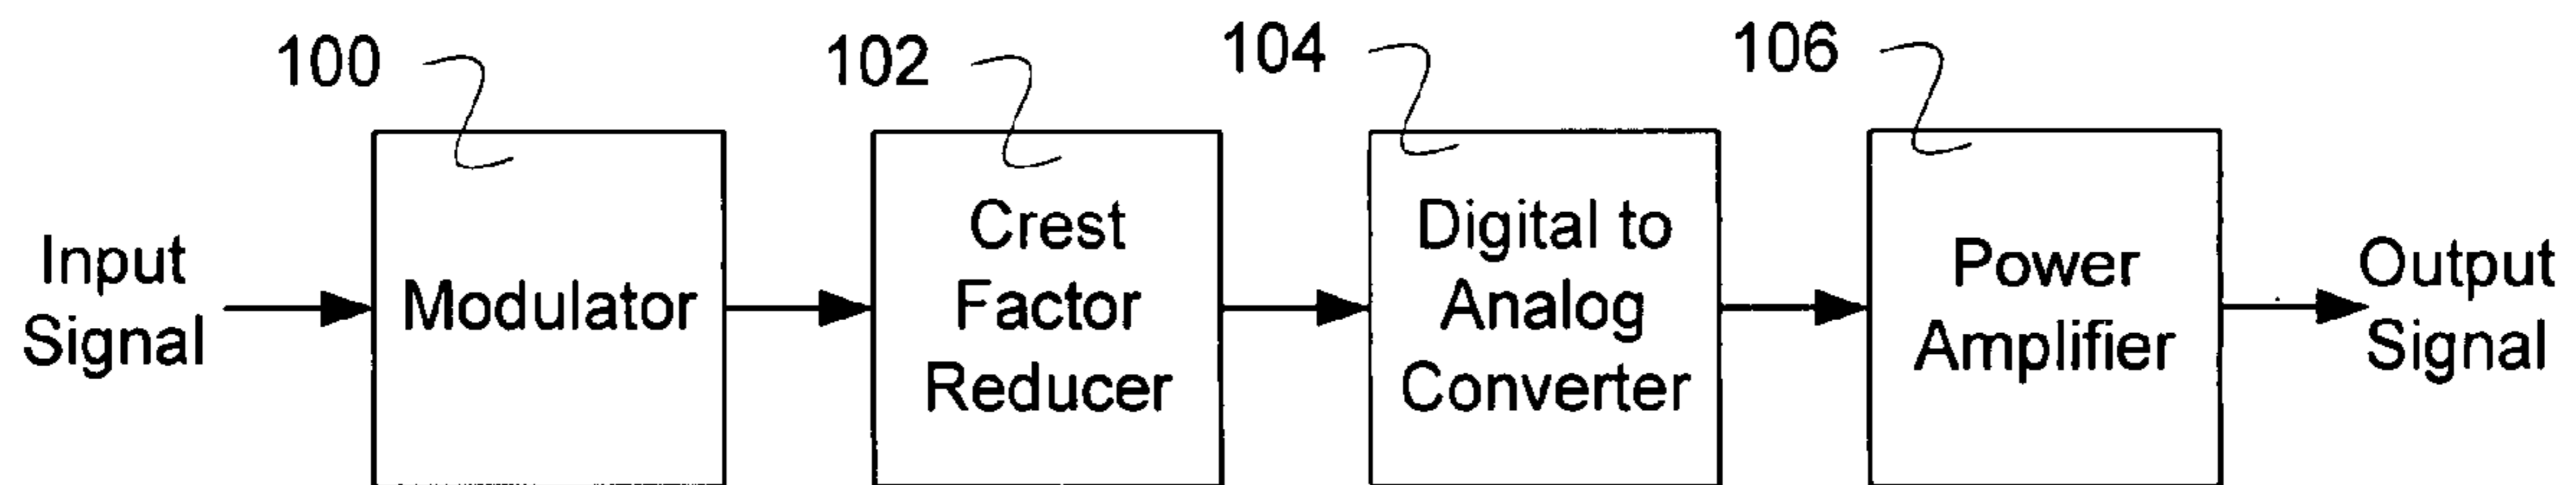 100
102
104
106
Input
Signal
Modulator
Crest
Factor
Reducer
Digital to
Analog
Converter
Power
Amplifier
Output
Signal